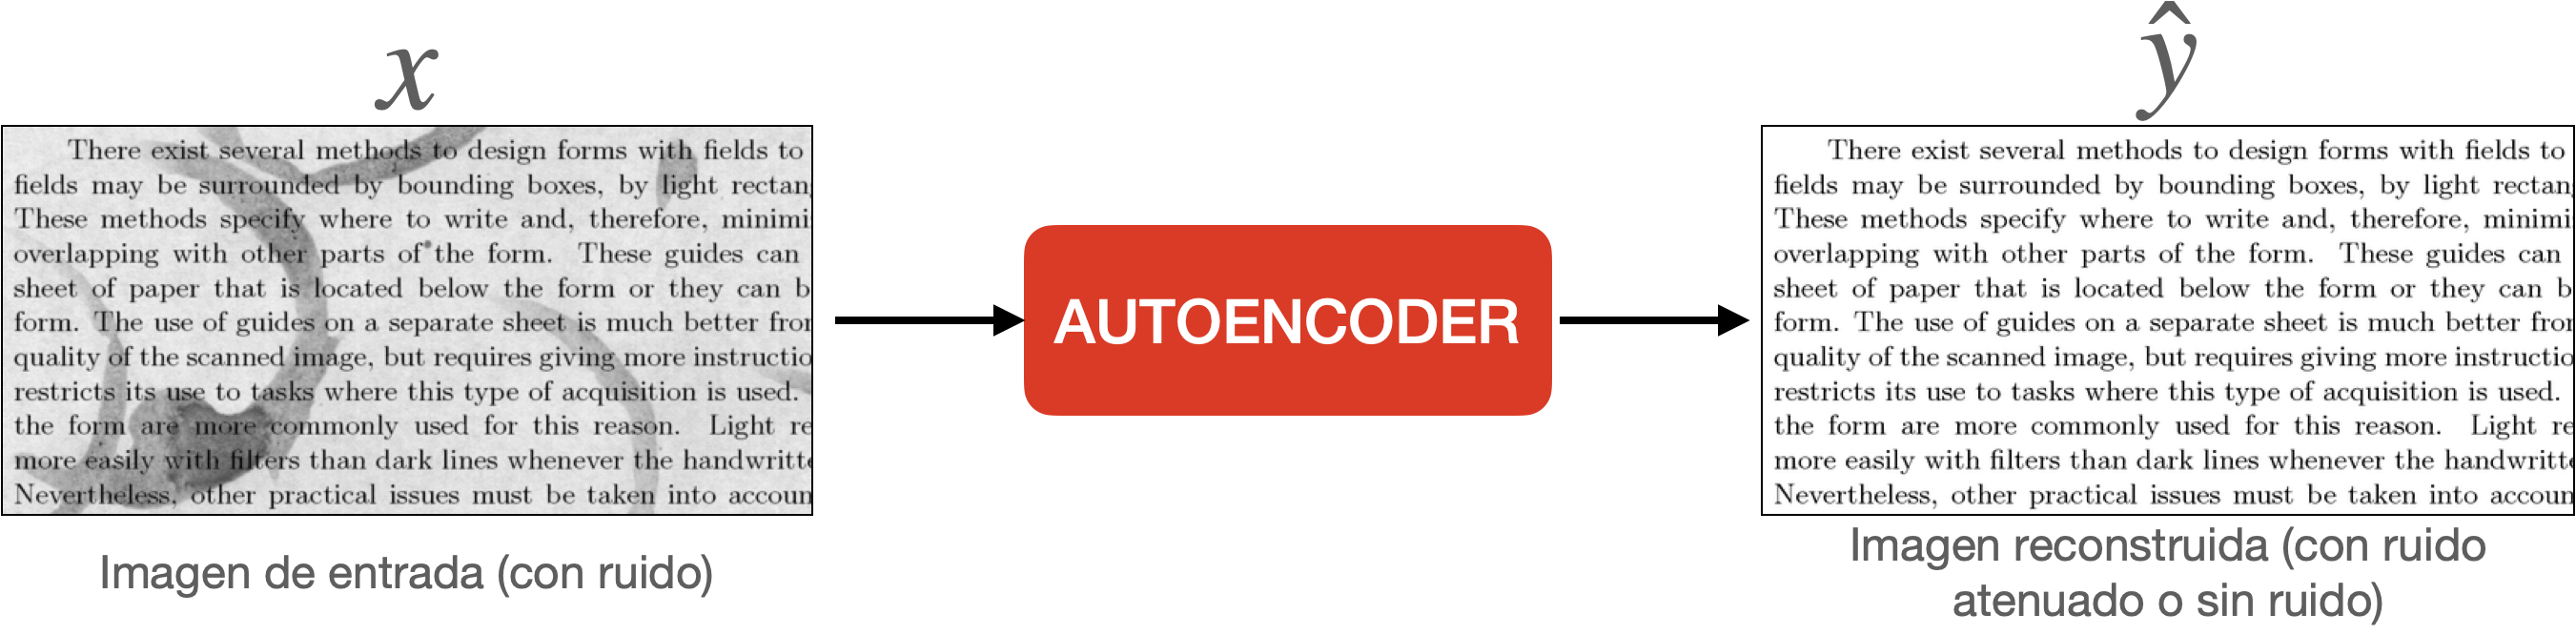 x
There exist several methods to design forms with fields to
fields may be surrounded by bounding boxes, by light rectan
These methods specify where to write and, therefore, minimi
overlapping with other parts of the form. These guides can
sheet of paper that is located below the form or they can b
form. The use of guides on a separate sheet is much better fror
quality of the scanned image, but requires giving more instructio
restricts its use to tasks where this type of acquisition is used.
the form are more commonly used for this reason. Light re
more easily with filters than dark lines whenever the handwritte
Nevertheless, other practical issues must be taken into accoun
Imagen de entrada (con ruido)
AUTOENCODER
ŷ
There exist several methods to design forms with fields to
fields may be surrounded by bounding boxes, by light rectan
These methods specify where to write and, therefore, minimi
overlapping with other parts of the form. These guides can
sheet of paper that is located below the form or they can b
form. The use of guides on a separate sheet is much better fror
quality of the scanned image, but requires giving more instructio
restricts its use to tasks where this type of acquisition is used.
the form are more commonly used for this reason. Light re
more easily with filters than dark lines whenever the handwritte
Nevertheless, other practical issues must be taken into accoun
Imagen reconstruida (con ruido
atenuado o sin ruido)